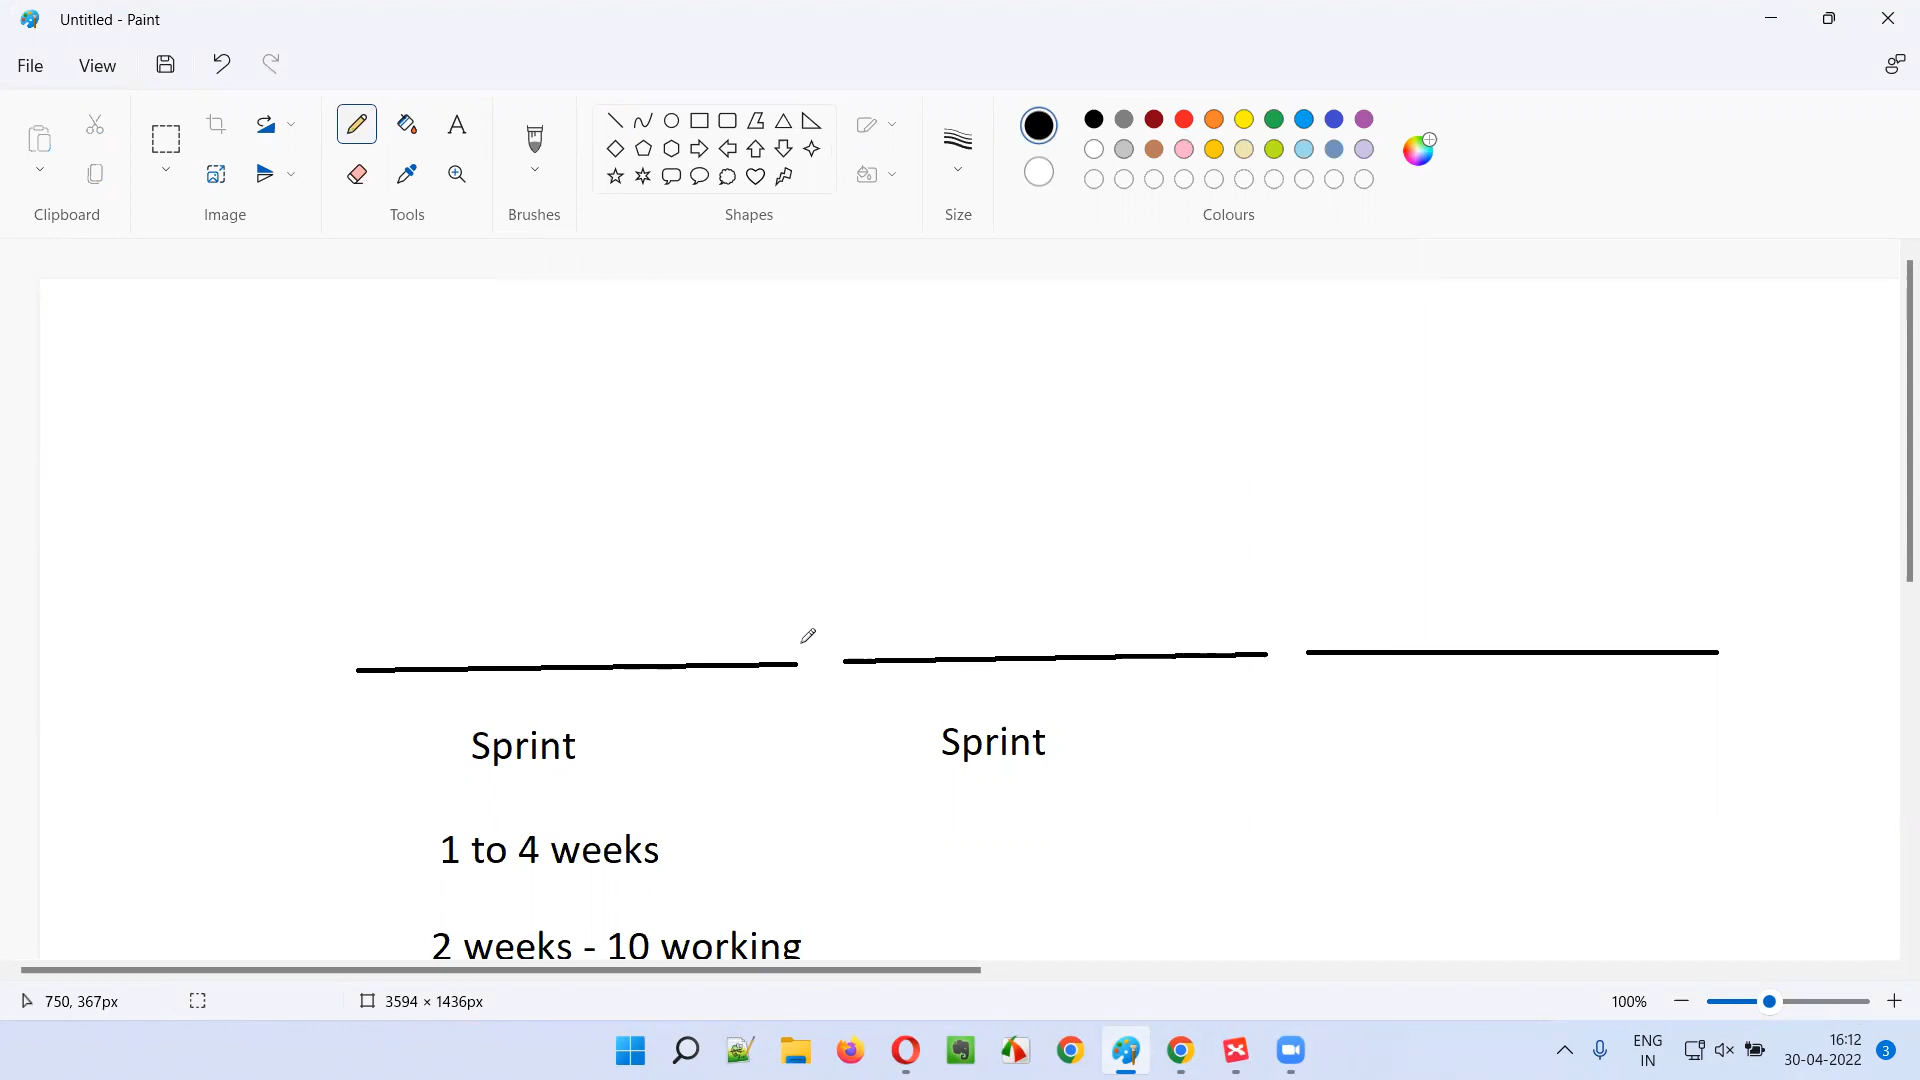 Untitled - Paint
File View
Clipboard Image Tools Brushes Shapes Size Colours
Sprint Sprint
1 to 4 weeks
2 weeks - 10 working
750, 367px 3594 × 1436px 100%
ENG 16:12
IN 30-04-2022 3